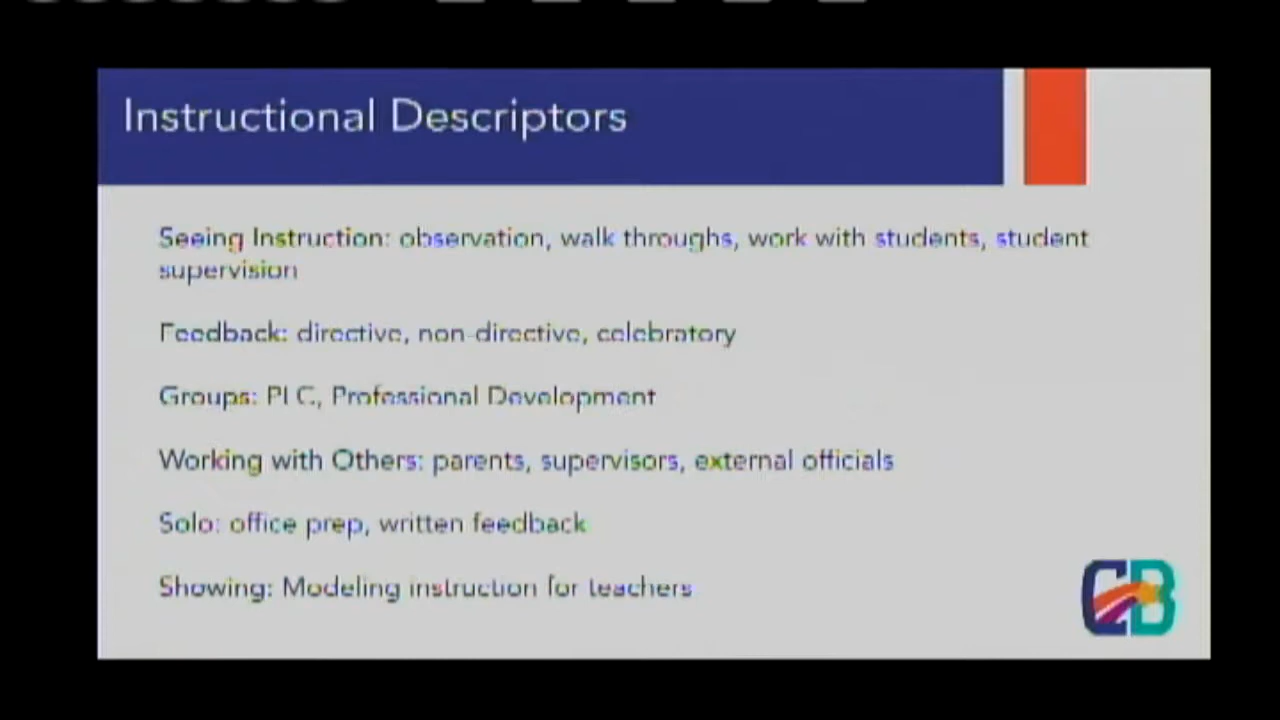 Instructional Descriptors
Seeing Instruction: observation, walk throughs, work with students, student
supervision
Feedback: directive, non-directive, celebratory
Groups: PLC, Professional Development
Working with Others: parents, supervisors, external officials
Solo: office prep, written feedback
Showing: Modeling instruction for teachers
CB